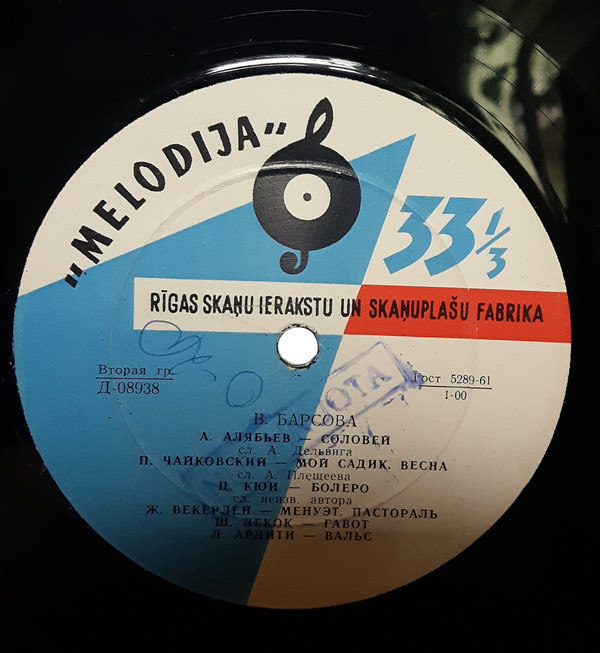 „MELODIJA”
33 1/3
RĪGAS SKAŅU IERAKSTU UN SKAŅUPLAŠU FABRIKA
Вторая гр.
Д-08938
Гост 5289-61
1-00
В. БАРСОВА
А. АЛЯБЬЕВ — СОЛОВЕЙ
сл. А. Дельвига
П. ЧАЙКОВСКИЙ — МОЙ САДИК. ВЕСНА
сл. А. Плещеева
Ц. КЮИ — БОЛЕРО
сл. неизв. автора
Ж. ВЕКЕРЛЕН — МЕНУЭТ. ПАСТОРАЛЬ
Ш. ЛЕКОК — ГАВОТ
Л. АРДИТИ — ВАЛЬС